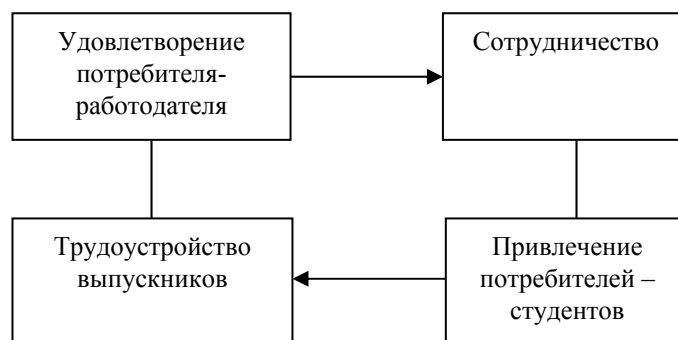 Удовлетворение
потребителя-
работодателя
Сотрудничество
Трудоустройство
выпускников
Привлечение
потребителей –
студентов